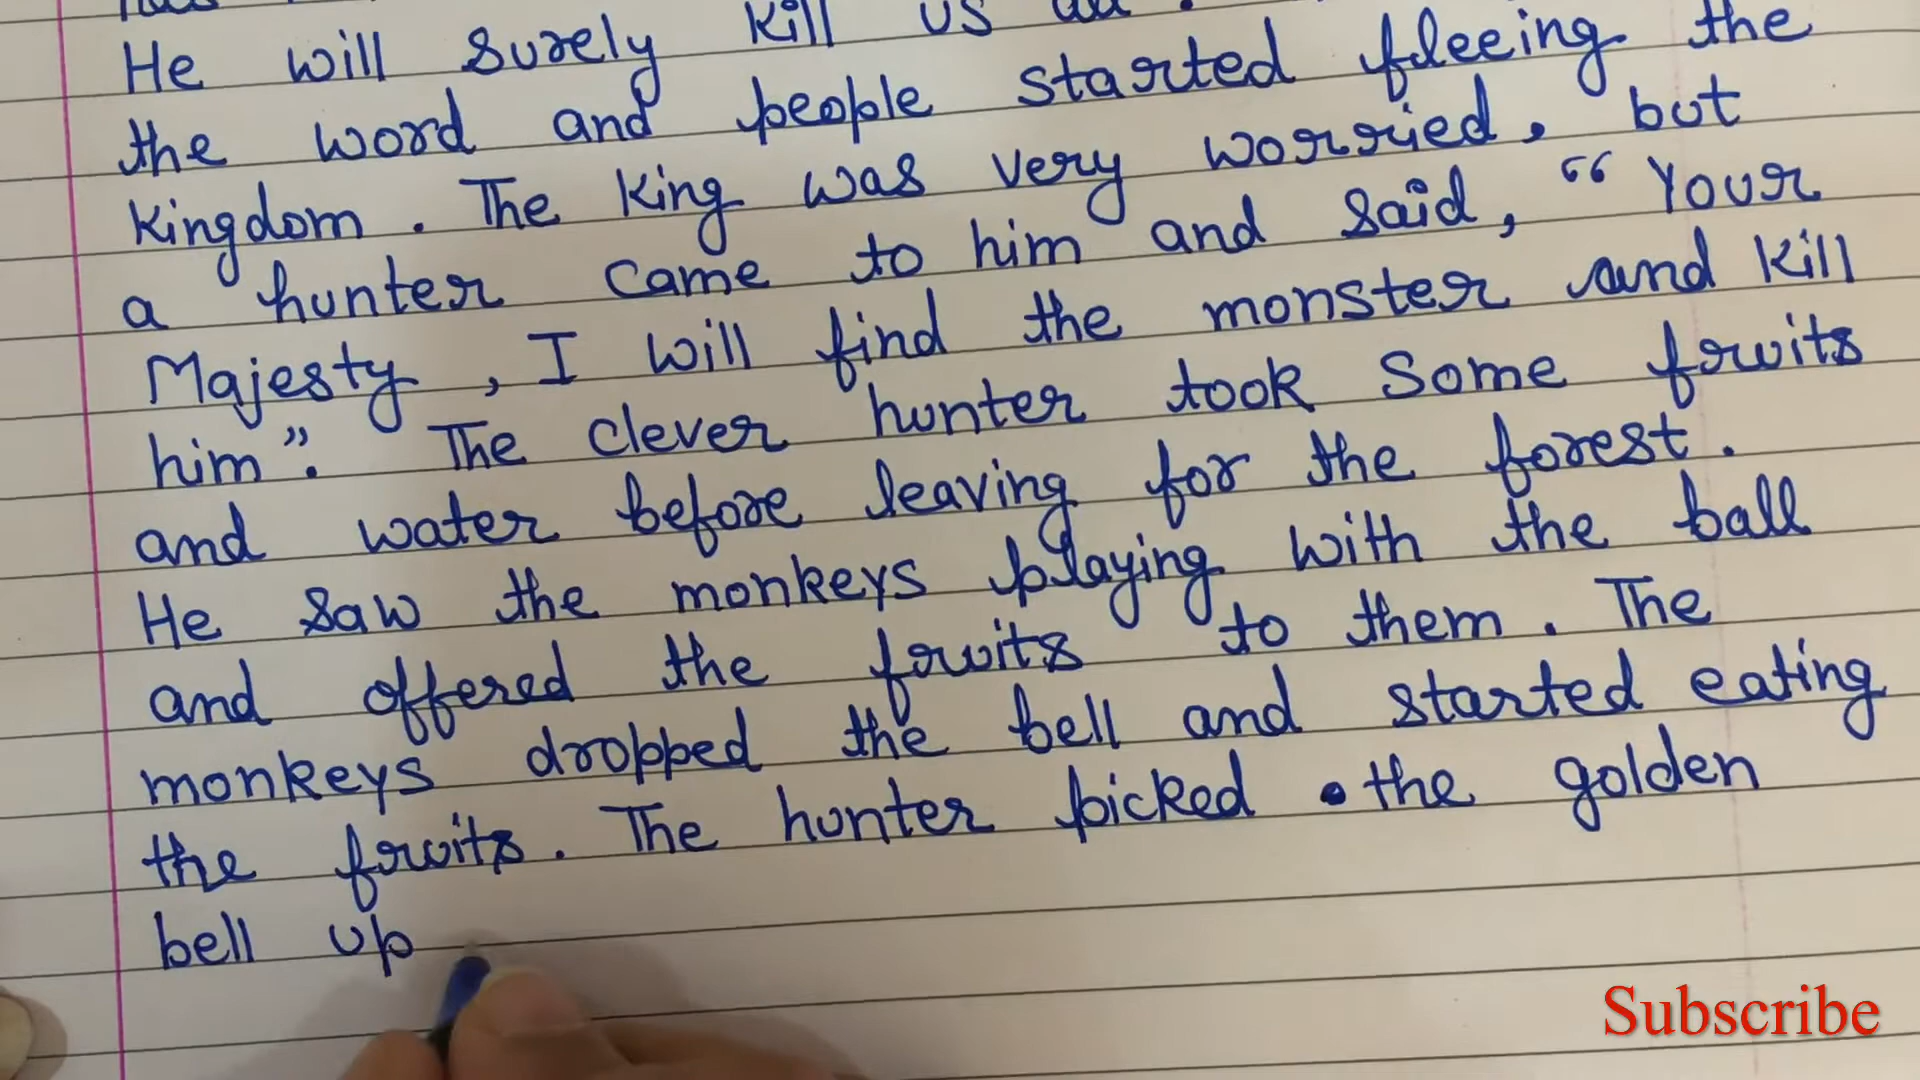 He will surely kill us all.
the word and people started fleeing the
kingdom. The king was very worried, but
a hunter came to him and said, "Your
Majesty, I will find the monster and kill
him". The clever hunter took some fruits
and water before leaving for the forest.
He saw the monkeys playing with the ball
and offered the fruits to them. The
monkeys dropped the bell and started eating
the fruits. The hunter picked the golden
bell up
Subscribe